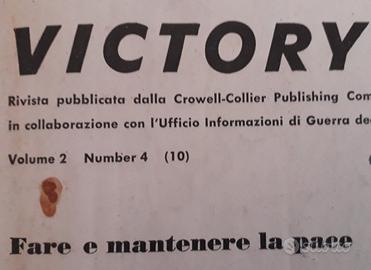 VICTORY
Rivista pubblicata dalla Crowell-Collier Publishing Com
in collaborazione con l'Ufficio Informazioni di Guerra de
Volume 2 Number 4 (10)
Fare e mantenere la pace
subito